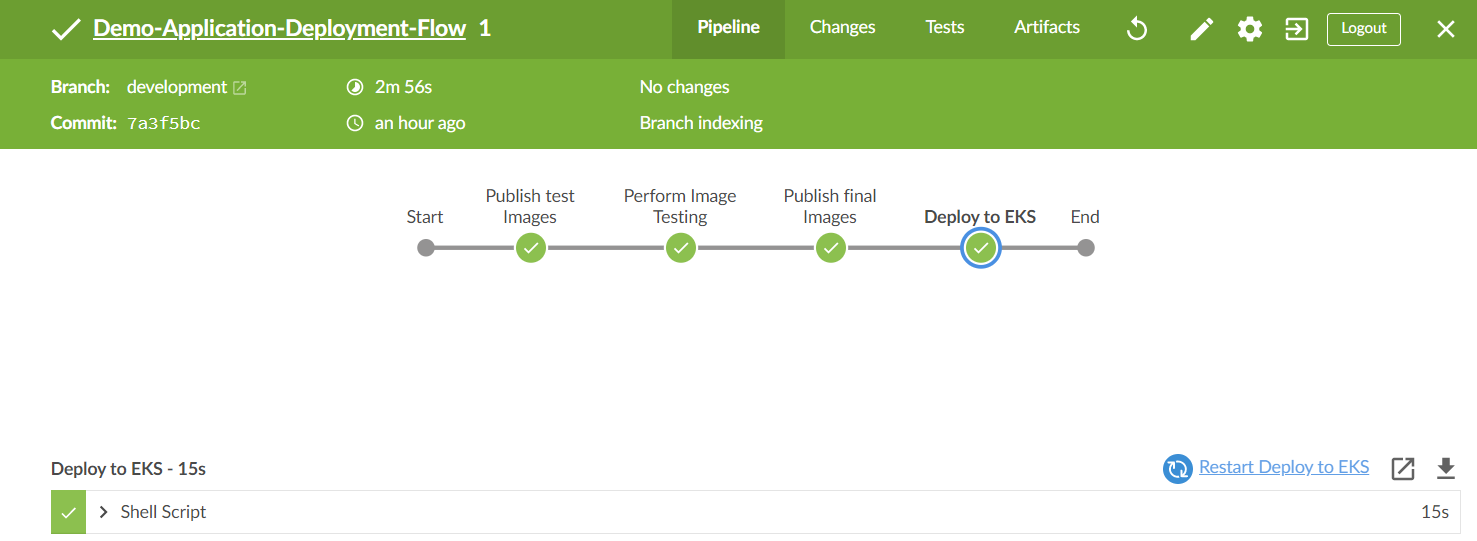 Demo-Application-Deployment-Flow 1
Pipeline Changes Tests Artifacts Logout
Branch: development 2m 56s No changes
Commit: 7a3f5bc an hour ago Branch indexing
Start
Publish test
Images
Perform Image
Testing
Publish final
Images
Deploy to EKS
End
Deploy to EKS - 15s
Restart Deploy to EKS
Shell Script 15s